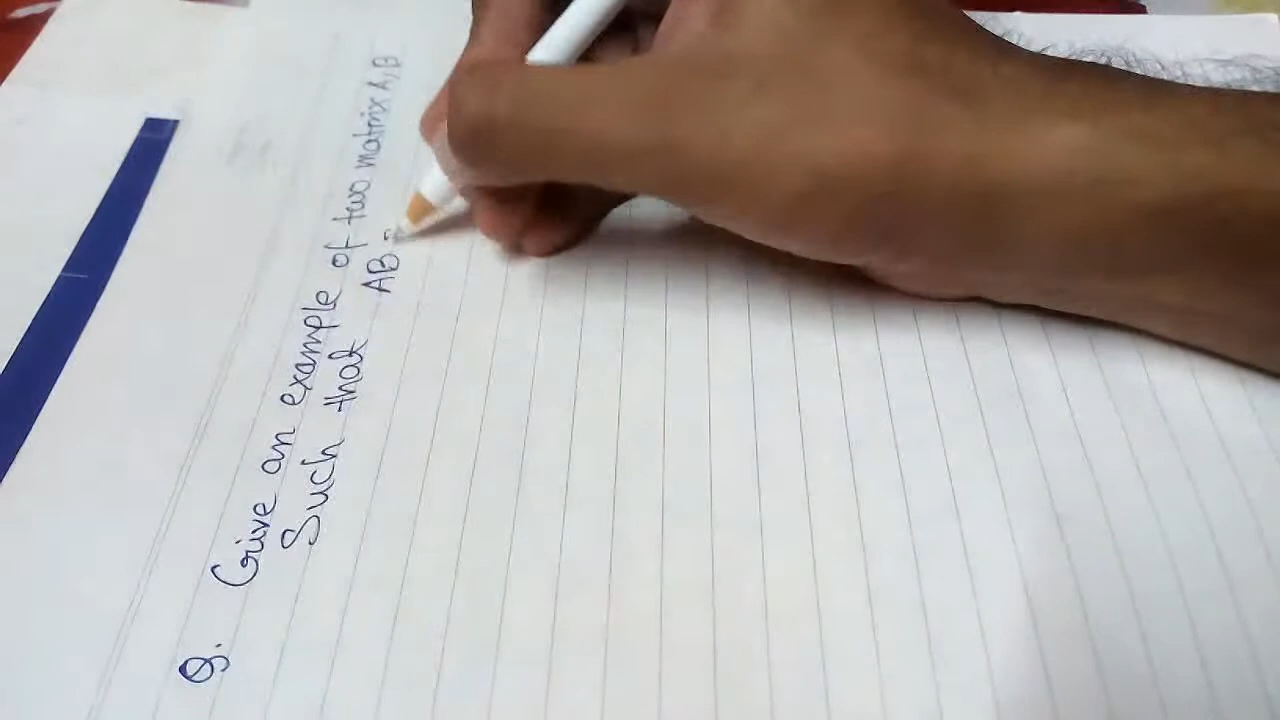 Q. Give an example of two matrix A, B
Such that AB =